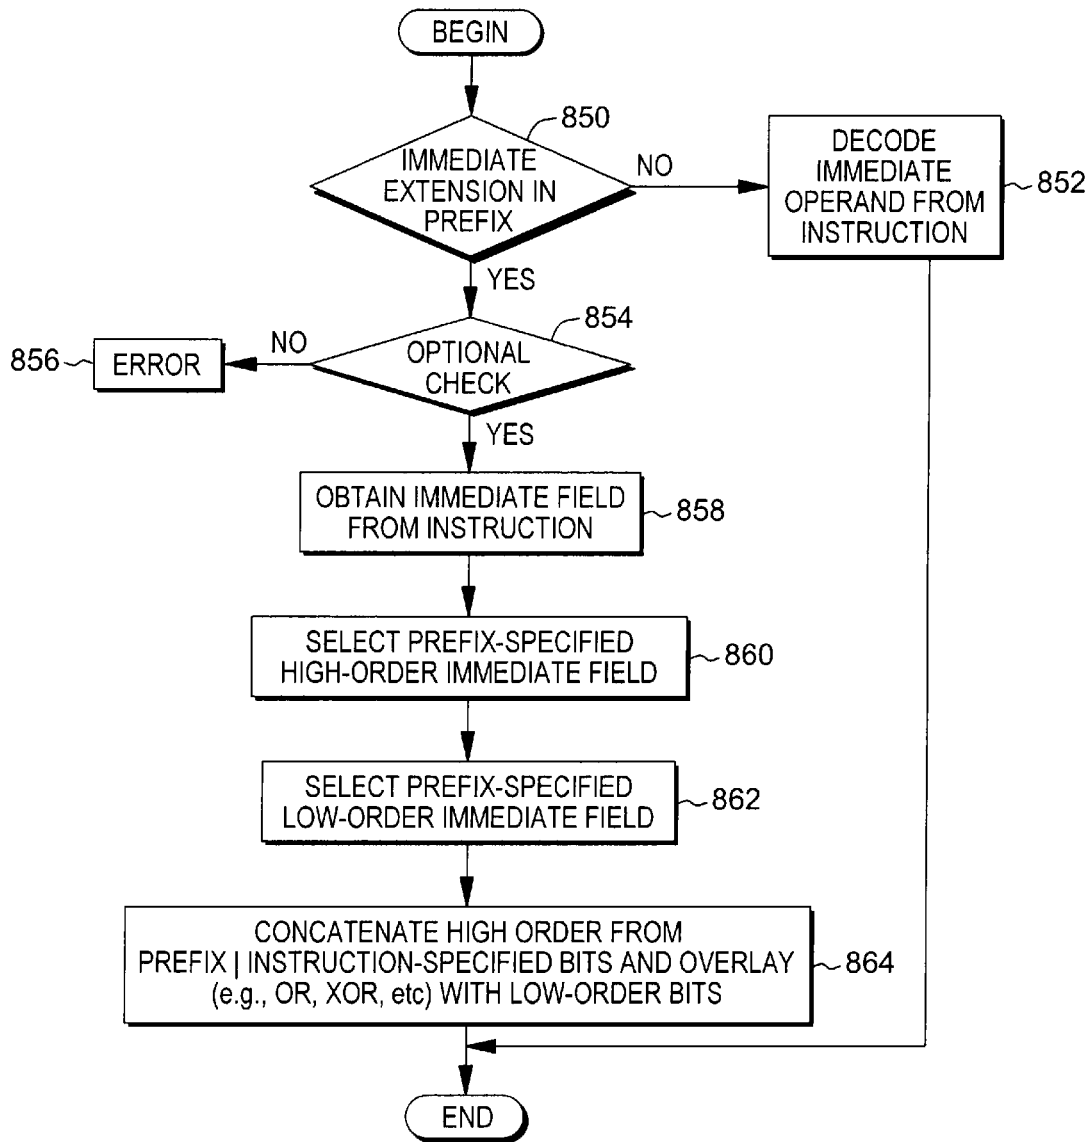 BEGIN
850
IMMEDIATE
EXTENSION IN
PREFIX
NO
DECODE
IMMEDIATE
OPERAND FROM
INSTRUCTION
852
YES
854
OPTIONAL
CHECK
NO
856
ERROR
YES
OBTAIN IMMEDIATE FIELD
FROM INSTRUCTION
858
SELECT PREFIX-SPECIFIED
HIGH-ORDER IMMEDIATE FIELD
860
SELECT PREFIX-SPECIFIED
LOW-ORDER IMMEDIATE FIELD
862
CONCATENATE HIGH ORDER FROM
PREFIX | INSTRUCTION-SPECIFIED BITS AND OVERLAY
(e.g., OR, XOR, etc) WITH LOW-ORDER BITS
864
END